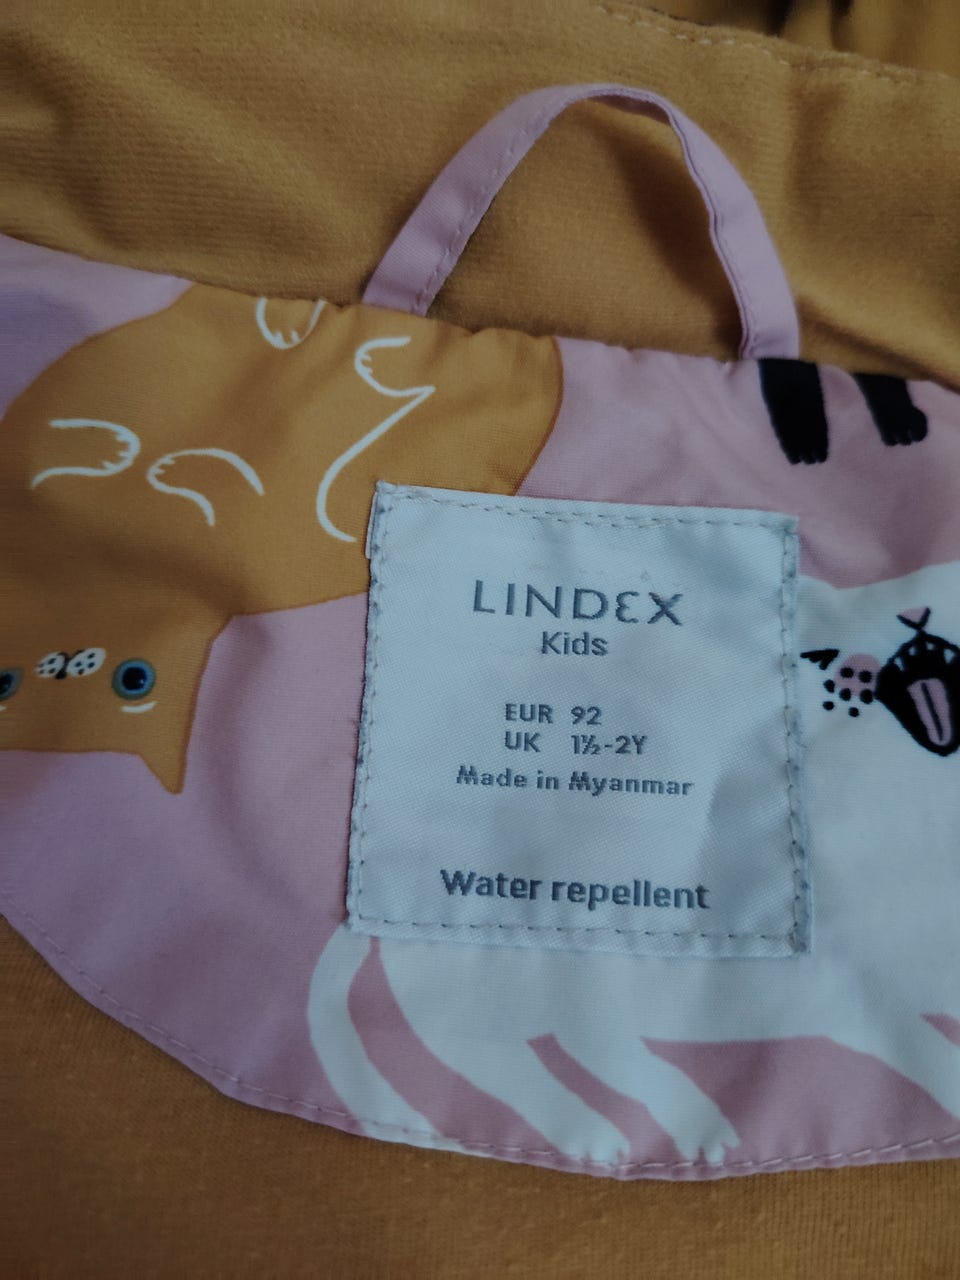 LINDEX
Kids
EUR 92
UK 1½-2Y
Made in Myanmar
Water repellent